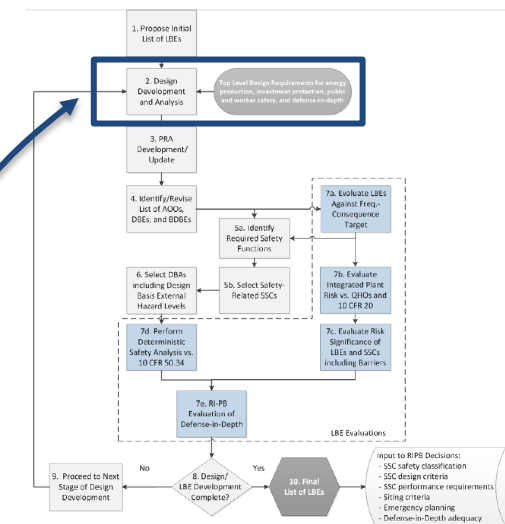 1. Propose Initial
List of LBEs
2. Design
Development
and Analysis
Top Level Design Requirements for energy
production, investment protection, public
and worker safety, and defense-in-depth
3. PRA
Development/
Update
4. Identify/Revise
List of AOOs,
DBEs, and BDBEs
7a. Evaluate LBEs
Against Freq.-
Consequence
Target
5a. Identify
Required Safety
Functions
7b. Evaluate
Integrated Plant
Risk vs. QHOs and
10 CFR 20
6. Select DBAs
including Design
Basis External
Hazard Levels
5b. Select Safety-
Related SSCs
7d. Perform
Deterministic
Safety Analysis vs.
10 CFR 50.34
7c. Evaluate Risk
Significance of
LBEs and SSCs
including Barriers
7e. RI-PB
Evaluation of
Defense-in-Depth
LBE Evaluations
9. Proceed to Next
Stage of Design
Development
No
8. Design/
LBE Development
Complete?
Yes
10. Final
List of LBEs
Input to RIPB Decisions:
- SSC safety classification
- SSC design criteria
- SSC performance requirements
- Siting criteria
- Emergency planning
- Defense-in-Depth adequacy